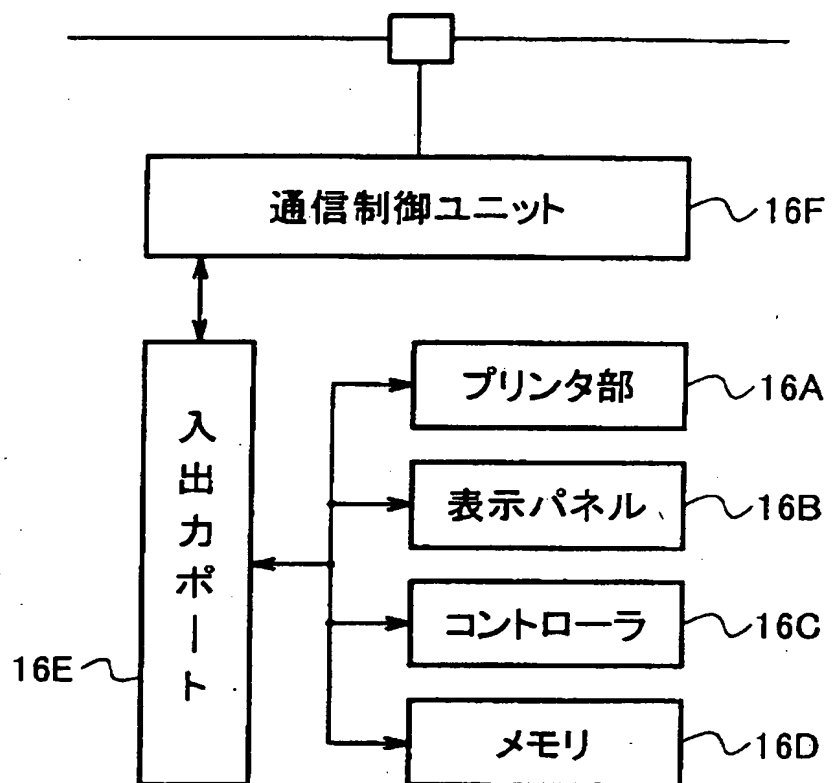 通信制御ユニット
16F
プリンタ部
16A
入出力ポート
表示パネル
16B
コントローラ
16C
16E
メモリ
16D